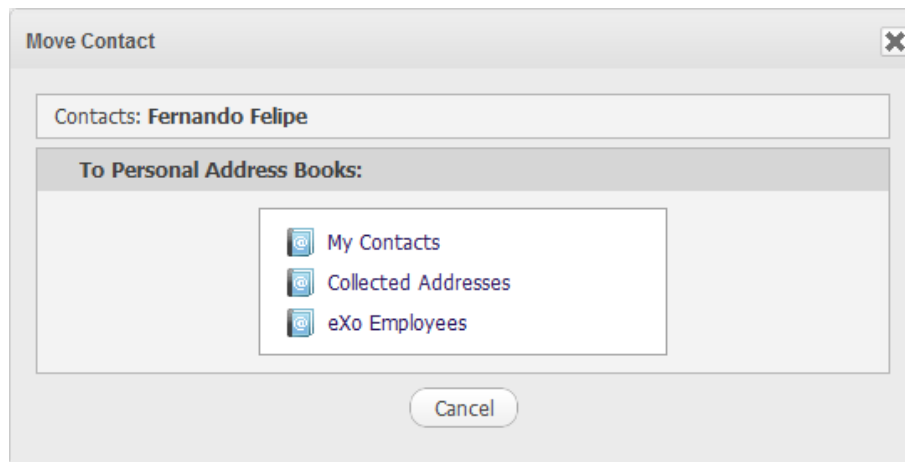 Move Contact
Contacts: Fernando Felipe
To Personal Address Books:
My Contacts
Collected Addresses
eXo Employees
Cancel